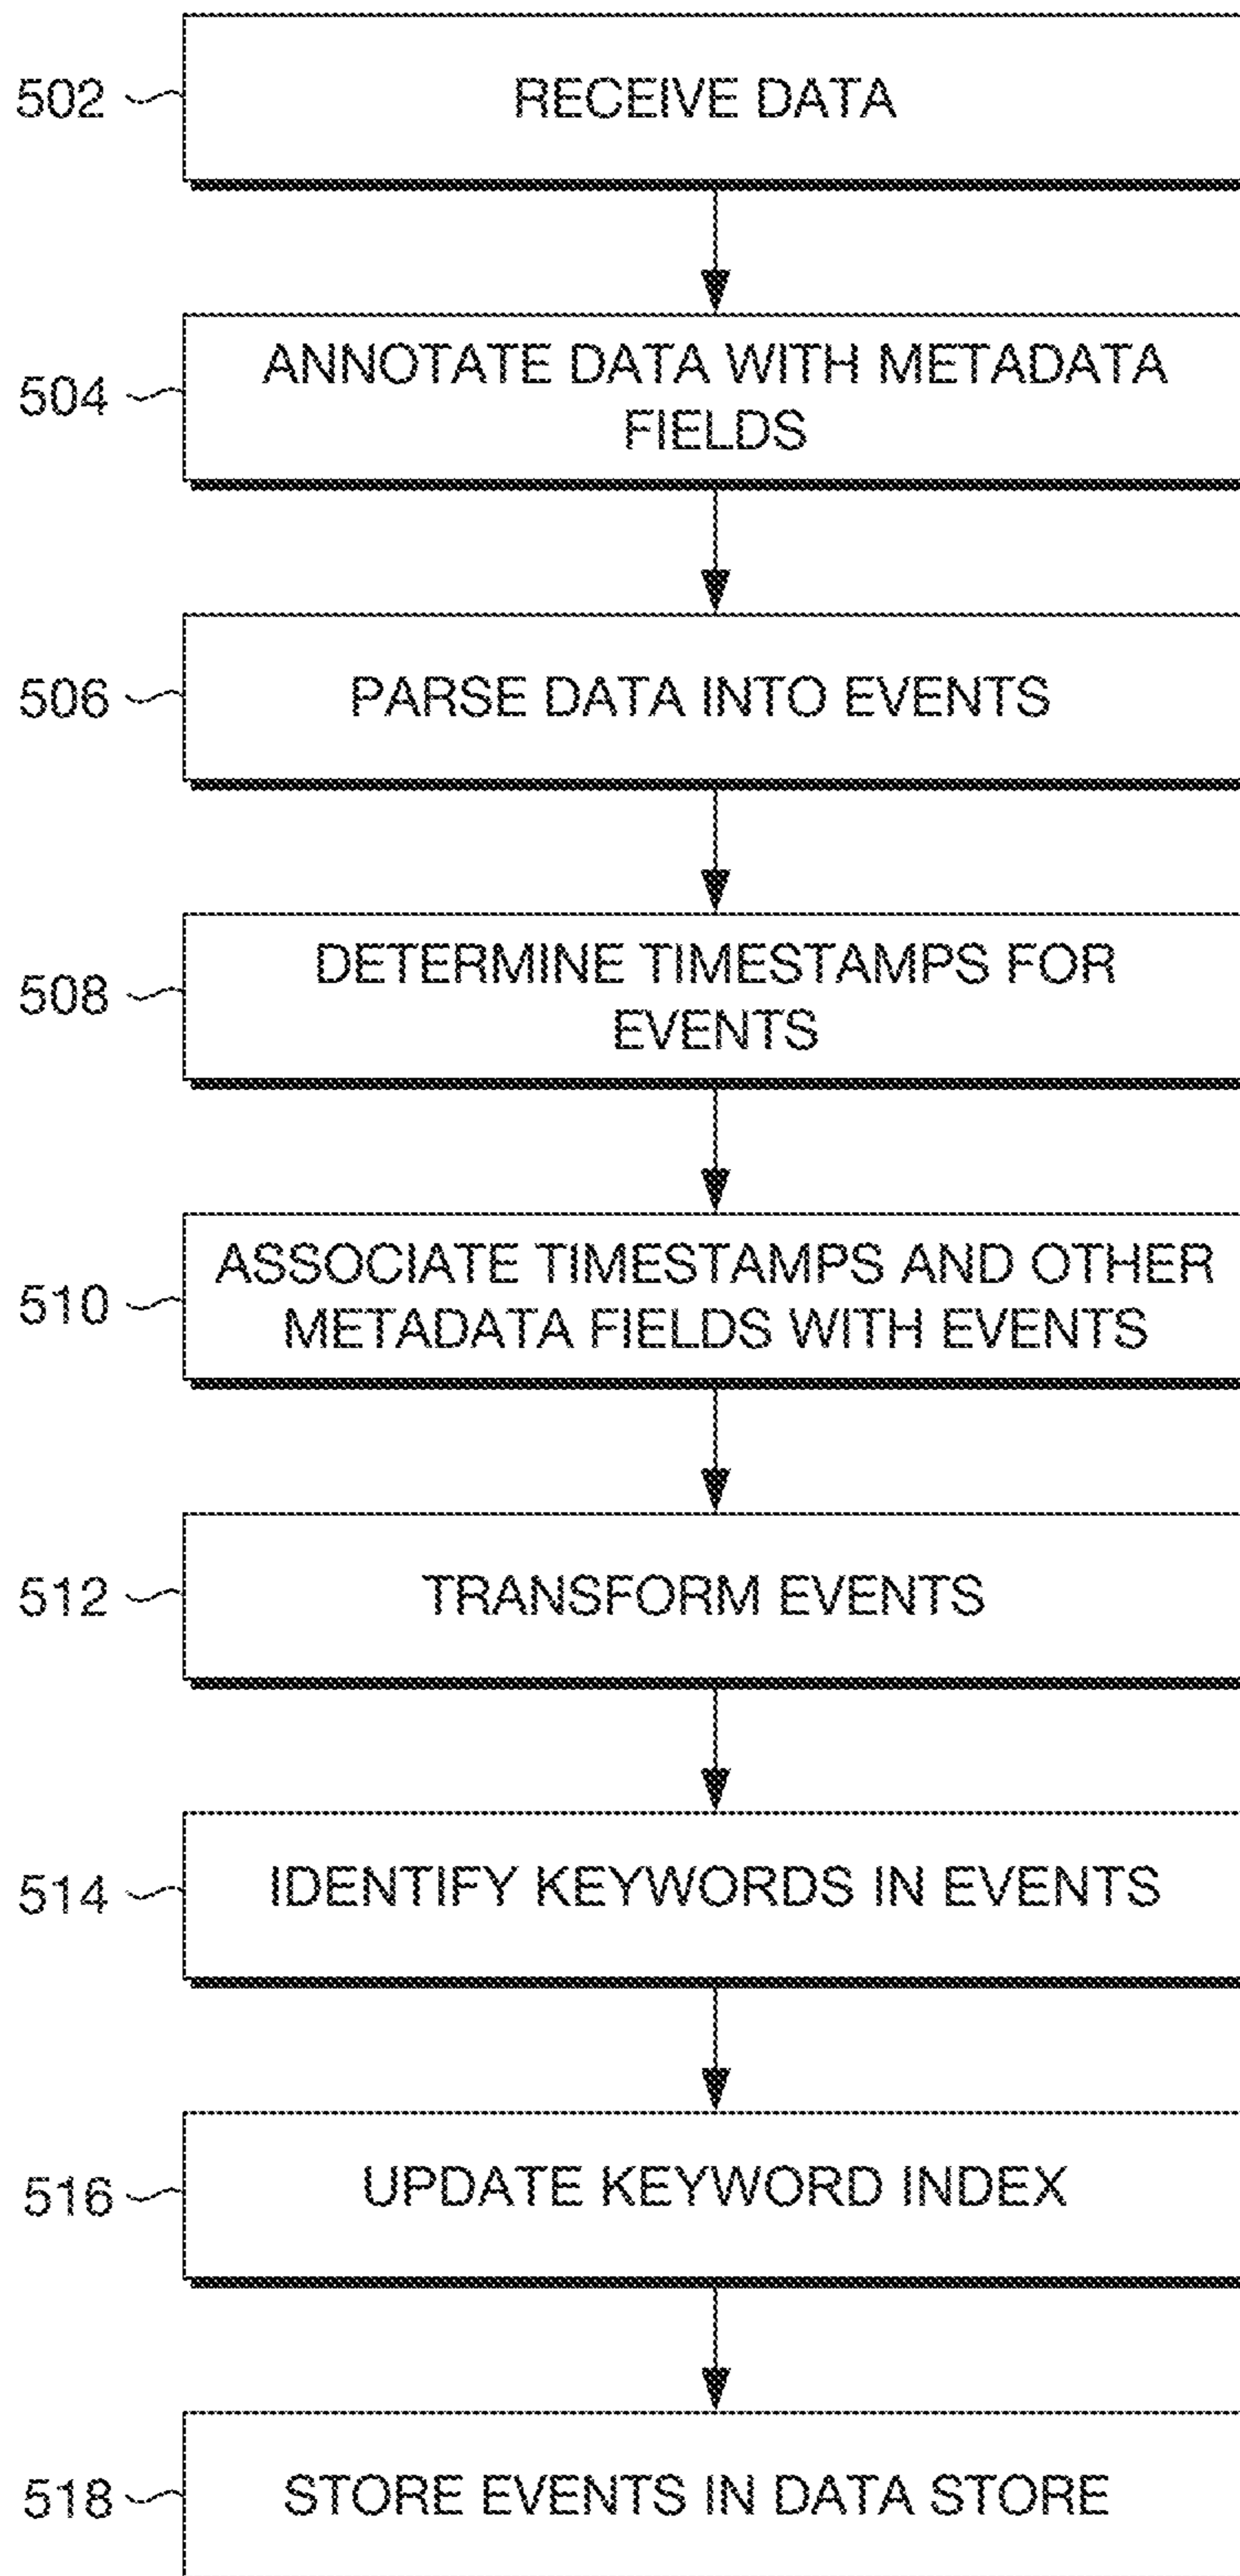 502
RECEIVE DATA
504
ANNOTATE DATA WITH METADATA
FIELDS
506
PARSE DATA INTO EVENTS
508
DETERMINE TIMESTAMPS FOR
EVENTS
510
ASSOCIATE TIMESTAMPS AND OTHER
METADATA FIELDS WITH EVENTS
512
TRANSFORM EVENTS
514
IDENTIFY KEYWORDS IN EVENTS
516
UPDATE KEYWORD INDEX
518
STORE EVENTS IN DATA STORE